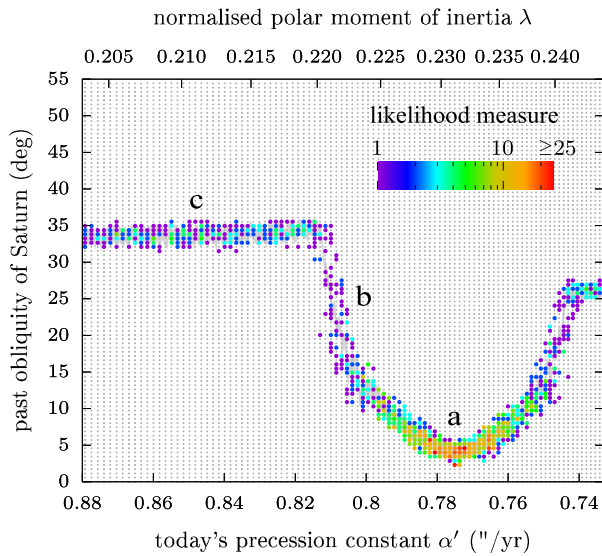 normalised polar moment of inertia λ
0.205 0.210 0.215 0.220 0.225 0.230 0.235 0.240
55
50
45
40
35
30
25
20
15
10
5
0
past obliquity of Saturn (deg)
likelihood measure
1 10 ≥25
c
b
a
0.88 0.86 0.84 0.82 0.8 0.78 0.76 0.74
today's precession constant α′ ("/yr)